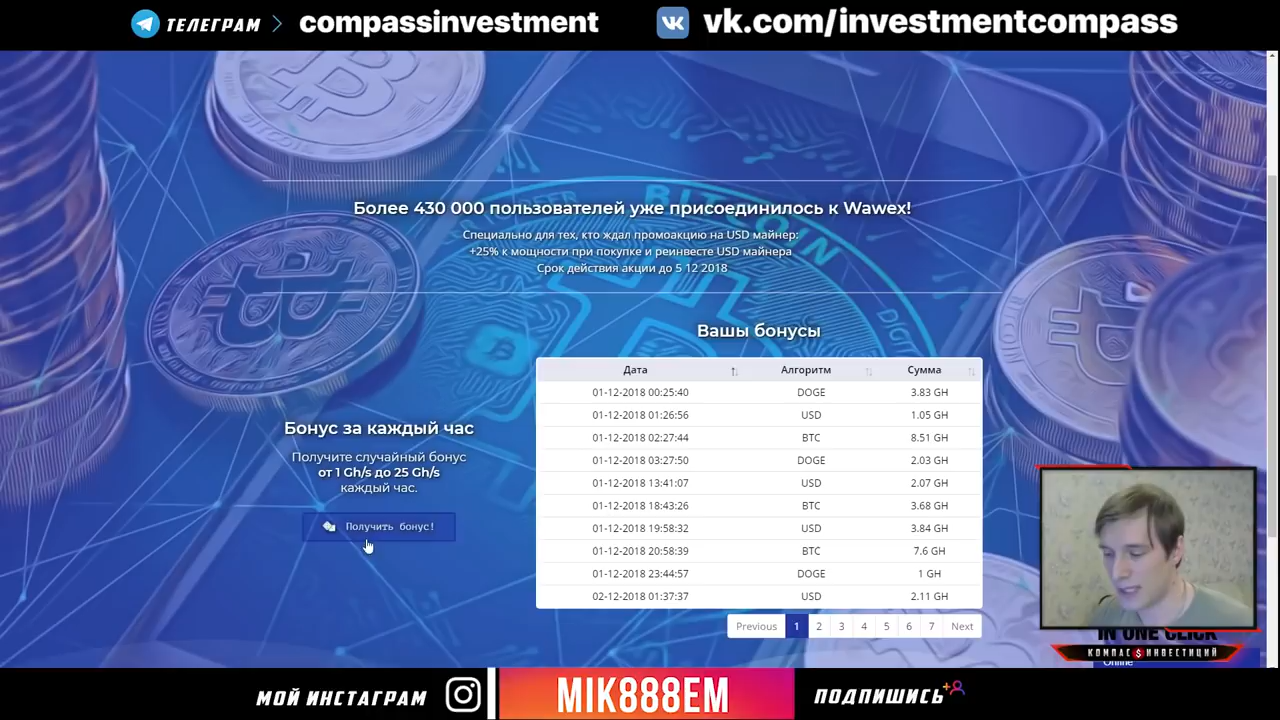 ТЕЛЕГРАМ
compassinvestment
vk.com/investmentcompass
Более 430 000 пользователей уже присоединилось к Wawex!
Специально для тех, кто ждал промоакцию на USD майнер:
+25% к мощности при покупке и реинвесте USD майнера
Срок действия акции до 5 12 2018
Бонус за каждый час
Получите случайный бонус
от 1 Gh/s до 25 Gh/s
каждый час.
Получить бонус!
Вашы бонусы
Дата Алгоритм Сумма
01-12-2018 00:25:40 DOGE 3.83 GH
01-12-2018 01:26:56 USD 1.05 GH
01-12-2018 02:27:44 BTC 8.51 GH
01-12-2018 03:27:50 DOGE 2.03 GH
01-12-2018 13:41:07 USD 2.07 GH
01-12-2018 18:43:26 BTC 3.68 GH
01-12-2018 19:58:32 USD 3.84 GH
01-12-2018 20:58:39 BTC 7.6 GH
01-12-2018 23:44:57 DOGE 1 GH
02-12-2018 01:37:37 USD 2.11 GH
Previous 1 2 3 4 5 6 7 Next
IN ONE CLICK
КОМПАС $ ИНВЕСТИЦИЙ
Online
МОЙ ИНСТАГРАМ
MIK888EM
ПОДПИШИСЬ